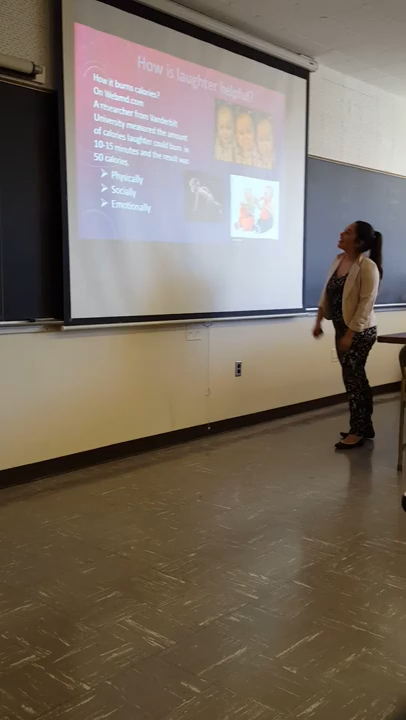 How is laughter helpful?
How it burns calories?
On Webmd.com
A researcher from Vanderbilt
University measured the amount
of calories laughter could burn in
10-15 minutes and the result was
50 calories.
➢ Physically
➢ Socially
➢ Emotionally